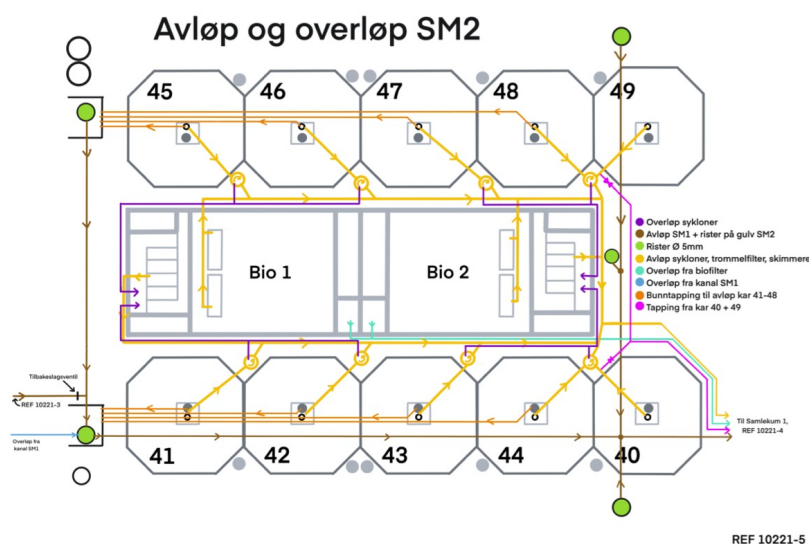 Avløp og overløp SM2
45
46
47
48
49
Overløp sykloner
Avløp SM1 + rister på gulv SM2
Rister Ø 5mm
Avløp sykloner, trommelfilter, skimmere
Overløp fra biofilter
Overløp fra kanal SM1
Bunntapping til avløp kar 41-48
Tapping fra kar 40 + 49
Bio 1
Bio 2
Tilbakeslagsventil
REF 10221-3
Overløp fra
kanal SM1
Til Samlekum 1,
REF 10221-4
41
42
43
44
40
REF 10221-5